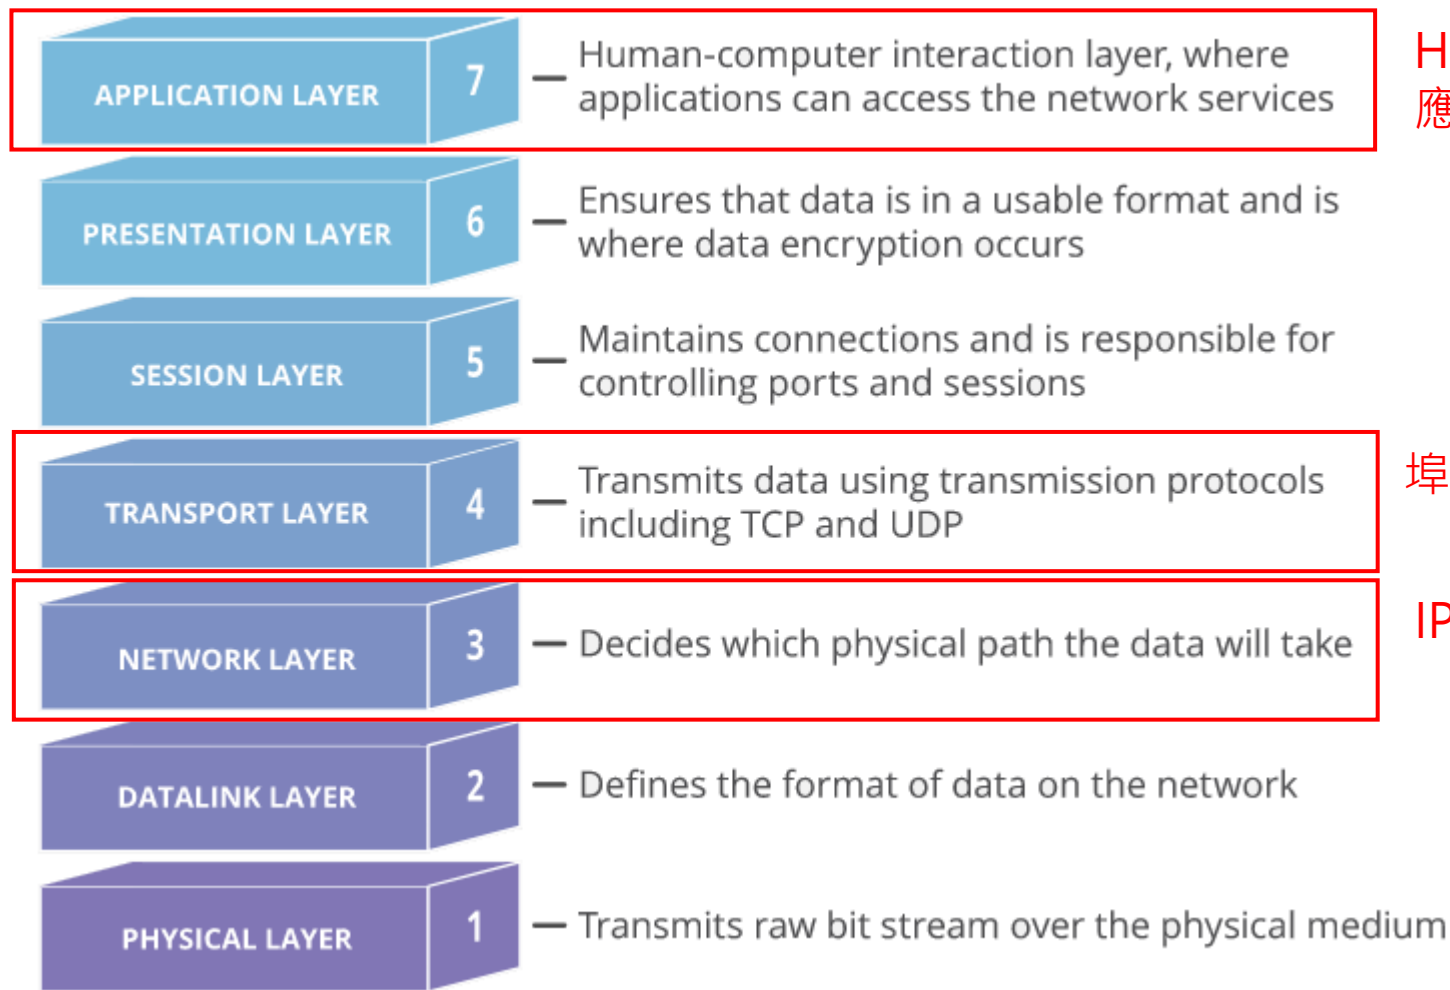 APPLICATION LAYER 7 — Human-computer interaction layer, where
applications can access the network services
H
應
PRESENTATION LAYER 6 — Ensures that data is in a usable format and is
where data encryption occurs
SESSION LAYER 5 — Maintains connections and is responsible for
controlling ports and sessions
TRANSPORT LAYER 4 — Transmits data using transmission protocols
including TCP and UDP
埠
NETWORK LAYER 3 — Decides which physical path the data will take
IP
DATALINK LAYER 2 — Defines the format of data on the network
PHYSICAL LAYER 1 — Transmits raw bit stream over the physical medium